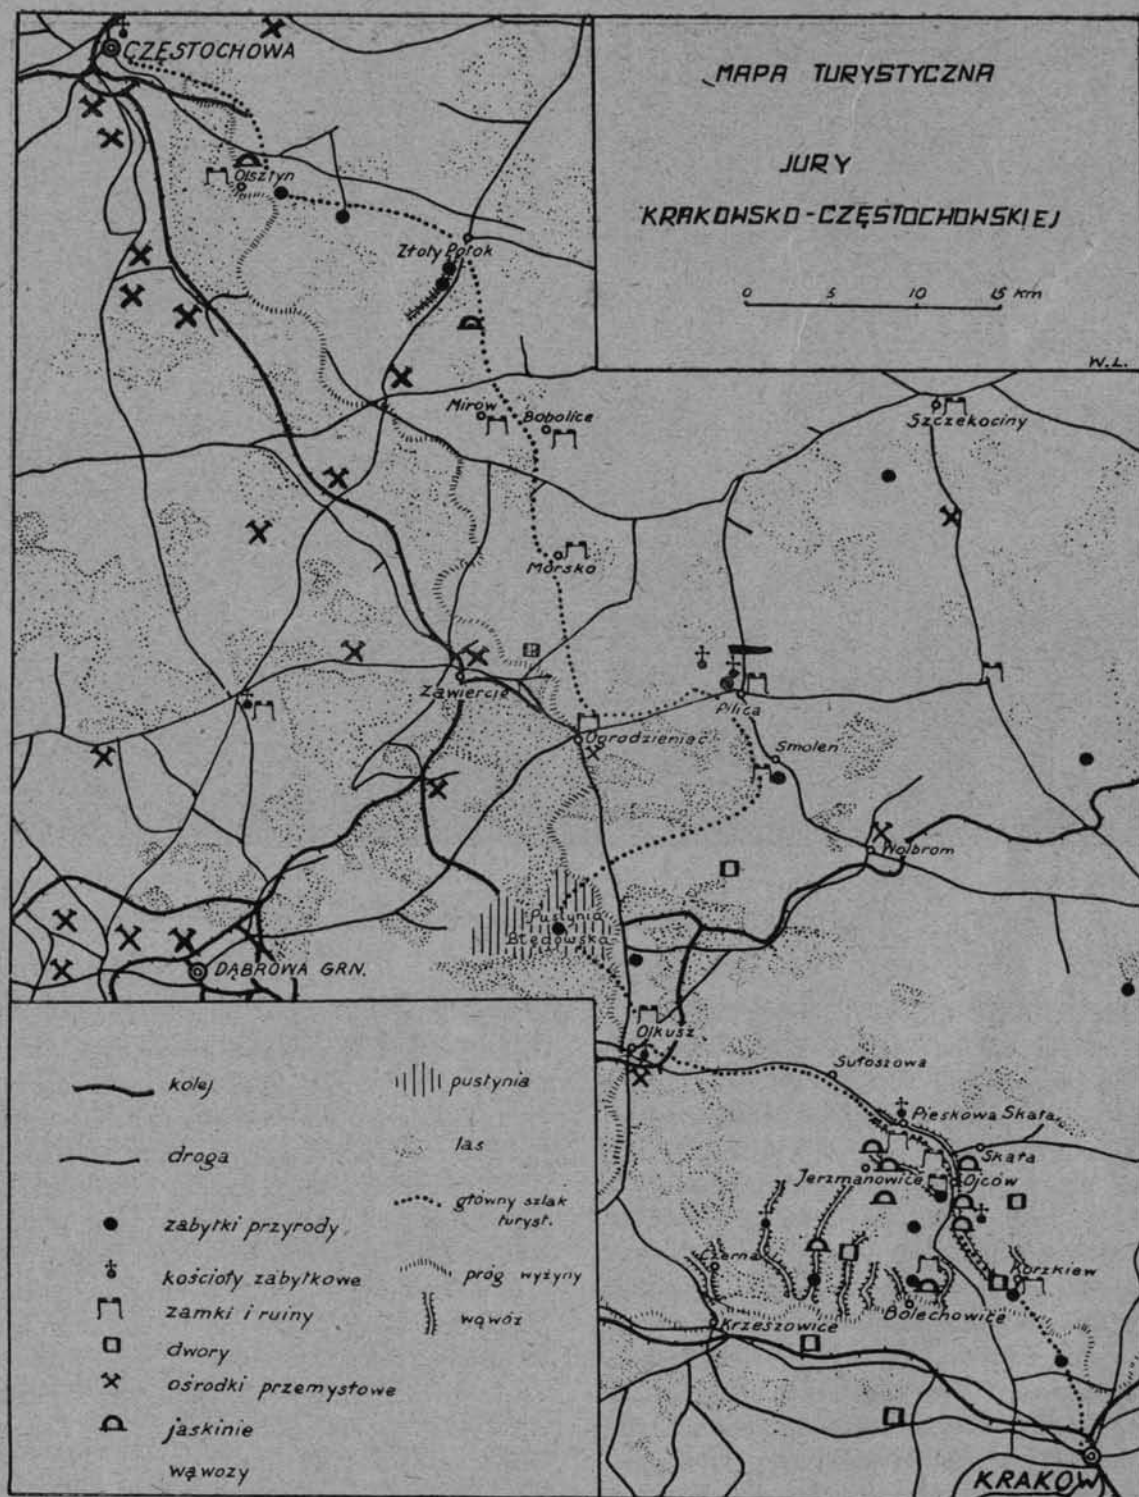 MAPA TURYSTYCZNA
JURY
KRAKOWSKO-CZĘSTOCHOWSKIEJ
0 5 10 15 km
W.L.
CZĘSTOCHOWA
Olsztyn
Złoty Potok
Mirów
Bobolice
Szczekociny
Morsko
Zawiercie
Pilica
Ogrodzieniec
Smoleń
Wolbrom
Pustynia
Błędowska
DĄBROWA GRN.
Olkusz
Sułoszowa
Pieskowa Skała
Skała
Jerzmanowice
Ojców
Czerna
Korzkiew
Bolechowice
Krzeszowice
KRAKÓW
kolej
droga
zabytki przyrody
kościoły zabytkowe
zamki i ruiny
dwory
ośrodki przemysłowe
jaskinie
wąwozy
pustynia
las
główny szlak
turyst.
próg wyżyny
wąwóz